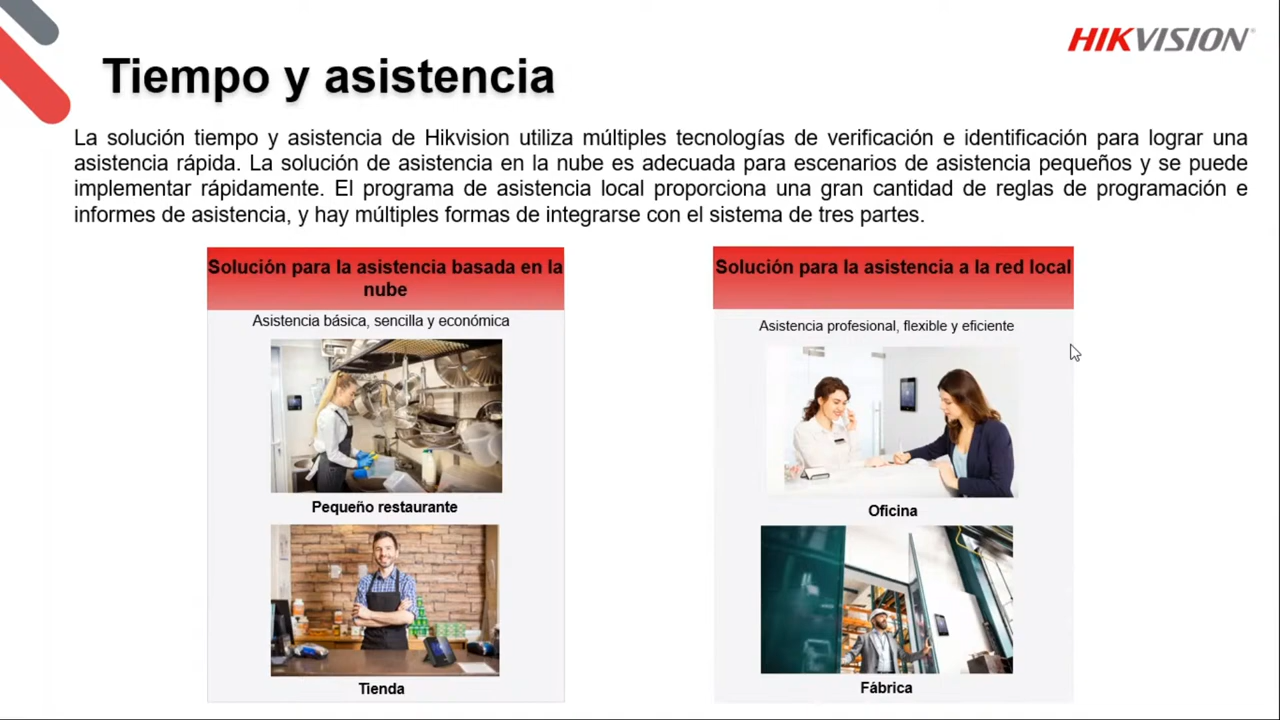 HIKVISION
Tiempo y asistencia
La solución tiempo y asistencia de Hikvision utiliza múltiples tecnologías de verificación e identificación para lograr una
asistencia rápida. La solución de asistencia en la nube es adecuada para escenarios de asistencia pequeños y se puede
implementar rápidamente. El programa de asistencia local proporciona una gran cantidad de reglas de programación e
informes de asistencia, y hay múltiples formas de integrarse con el sistema de tres partes.
Solución para la asistencia basada en la
nube
Asistencia básica, sencilla y económica
Pequeño restaurante
Tienda
Solución para la asistencia a la red local
Asistencia profesional, flexible y eficiente
Oficina
Fábrica